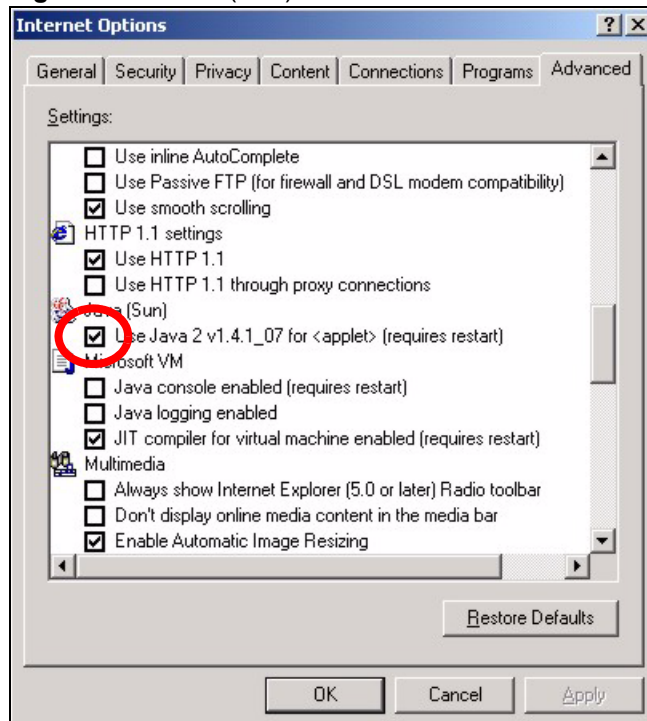 Internet Options
General Security Privacy Content Connections Programs Advanced
Settings:
Use inline AutoComplete
Use Passive FTP (for firewall and DSL modem compatibility)
Use smooth scrolling
HTTP 1.1 settings
Use HTTP 1.1
Use HTTP 1.1 through proxy connections
Java (Sun)
Use Java 2 v1.4.1_07 for <applet> (requires restart)
Microsoft VM
Java console enabled (requires restart)
Java logging enabled
JIT compiler for virtual machine enabled (requires restart)
Multimedia
Always show Internet Explorer (5.0 or later) Radio toolbar
Don't display online media content in the media bar
Enable Automatic Image Resizing
Restore Defaults
OK Cancel Apply